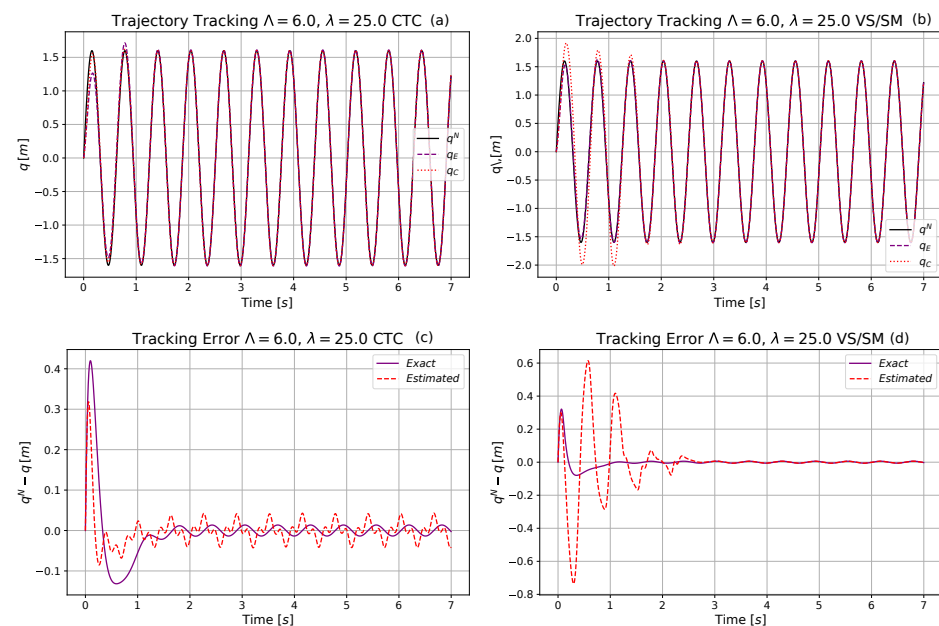 Trajectory Tracking Λ = 6.0, λ = 25.0 CTC (a)
1.5
1.0
0.5
0.0
−0.5
−1.0
−1.5
q [m]
q^N
q_E
q_C
0 1 2 3 4 5 6 7
Time [s]
Trajectory Tracking Λ = 6.0, λ = 25.0 VS/SM (b)
2.0
1.5
1.0
0.5
0.0
−0.5
−1.0
−1.5
−2.0
q\,[m]
q^N
q_E
q_C
0 1 2 3 4 5 6 7
Time [s]
Tracking Error Λ = 6.0, λ = 25.0 CTC (c)
0.4
0.3
0.2
0.1
0.0
−0.1
q^N − q [m]
Exact
Estimated
0 1 2 3 4 5 6 7
Time [s]
Tracking Error Λ = 6.0, λ = 25.0 VS/SM (d)
0.6
0.4
0.2
0.0
−0.2
−0.4
−0.6
−0.8
q^N − q [m]
Exact
Estimated
0 1 2 3 4 5 6 7
Time [s]